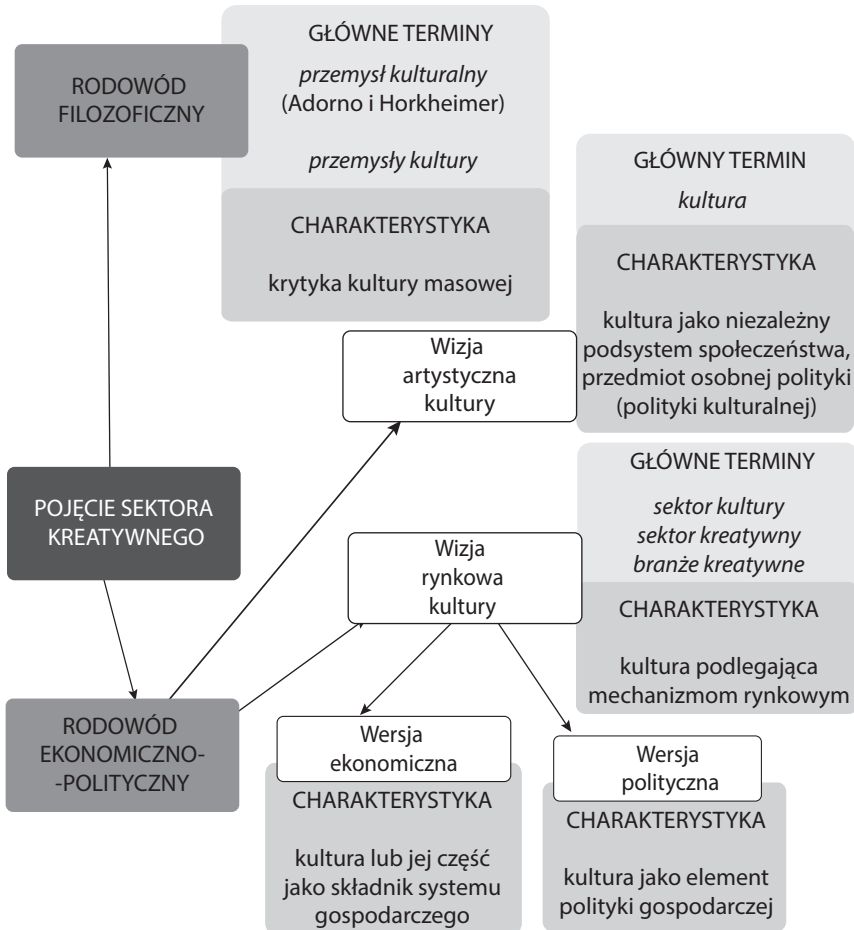 RODOWÓD
FILOZOFICZNY
GŁÓWNE TERMINY
przemysł kulturalny
(Adorno i Horkheimer)
przemysły kultury
CHARAKTERYSTYKA
krytyka kultury masowej
GŁÓWNY TERMIN
kultura
CHARAKTERYSTYKA
kultura jako niezależny
podsystem społeczeństwa,
przedmiot osobnej polityki
(polityki kulturalnej)
Wizja
artystyczna
kultury
POJĘCIE SEKTORA
KREATYWNEGO
Wizja
rynkowa
kultury
GŁÓWNE TERMINY
sektor kultury
sektor kreatywny
branże kreatywne
CHARAKTERYSTYKA
kultura podlegająca
mechanizmom rynkowym
RODOWÓD
EKONOMICZNO-
-POLITYCZNY
Wersja
ekonomiczna
CHARAKTERYSTYKA
kultura lub jej część
jako składnik systemu
gospodarczego
Wersja
polityczna
CHARAKTERYSTYKA
kultura jako element
polityki gospodarczej